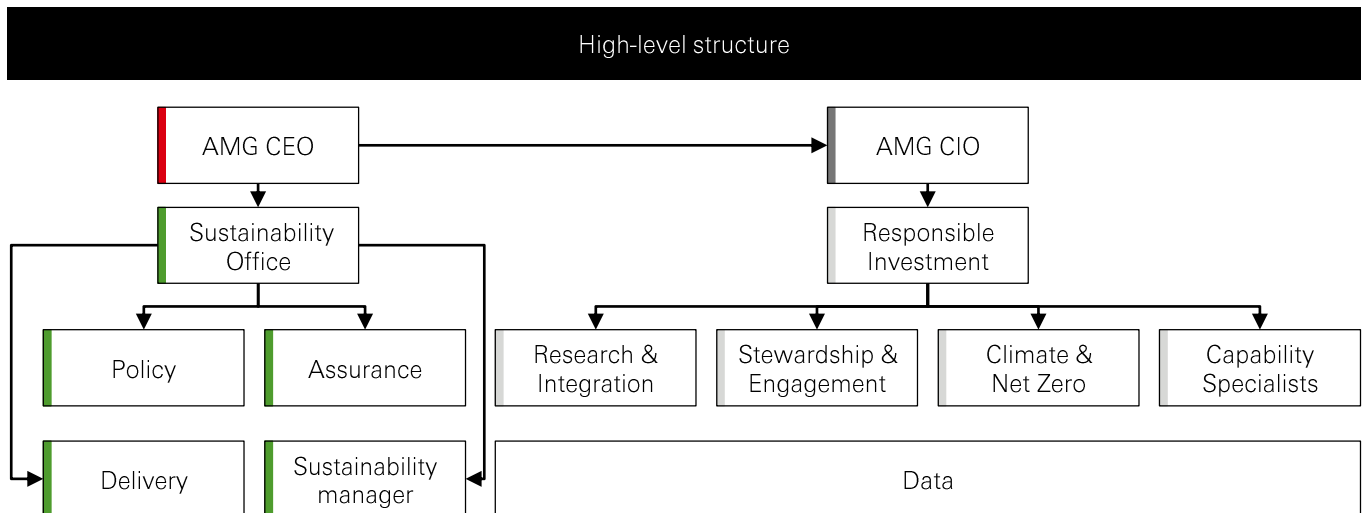 High-level structure
AMG CEO
AMG CIO
Sustainability
Office
Responsible
Investment
Policy
Assurance
Research &
Integration
Stewardship &
Engagement
Climate &
Net Zero
Capability
Specialists
Delivery
Sustainability
manager
Data